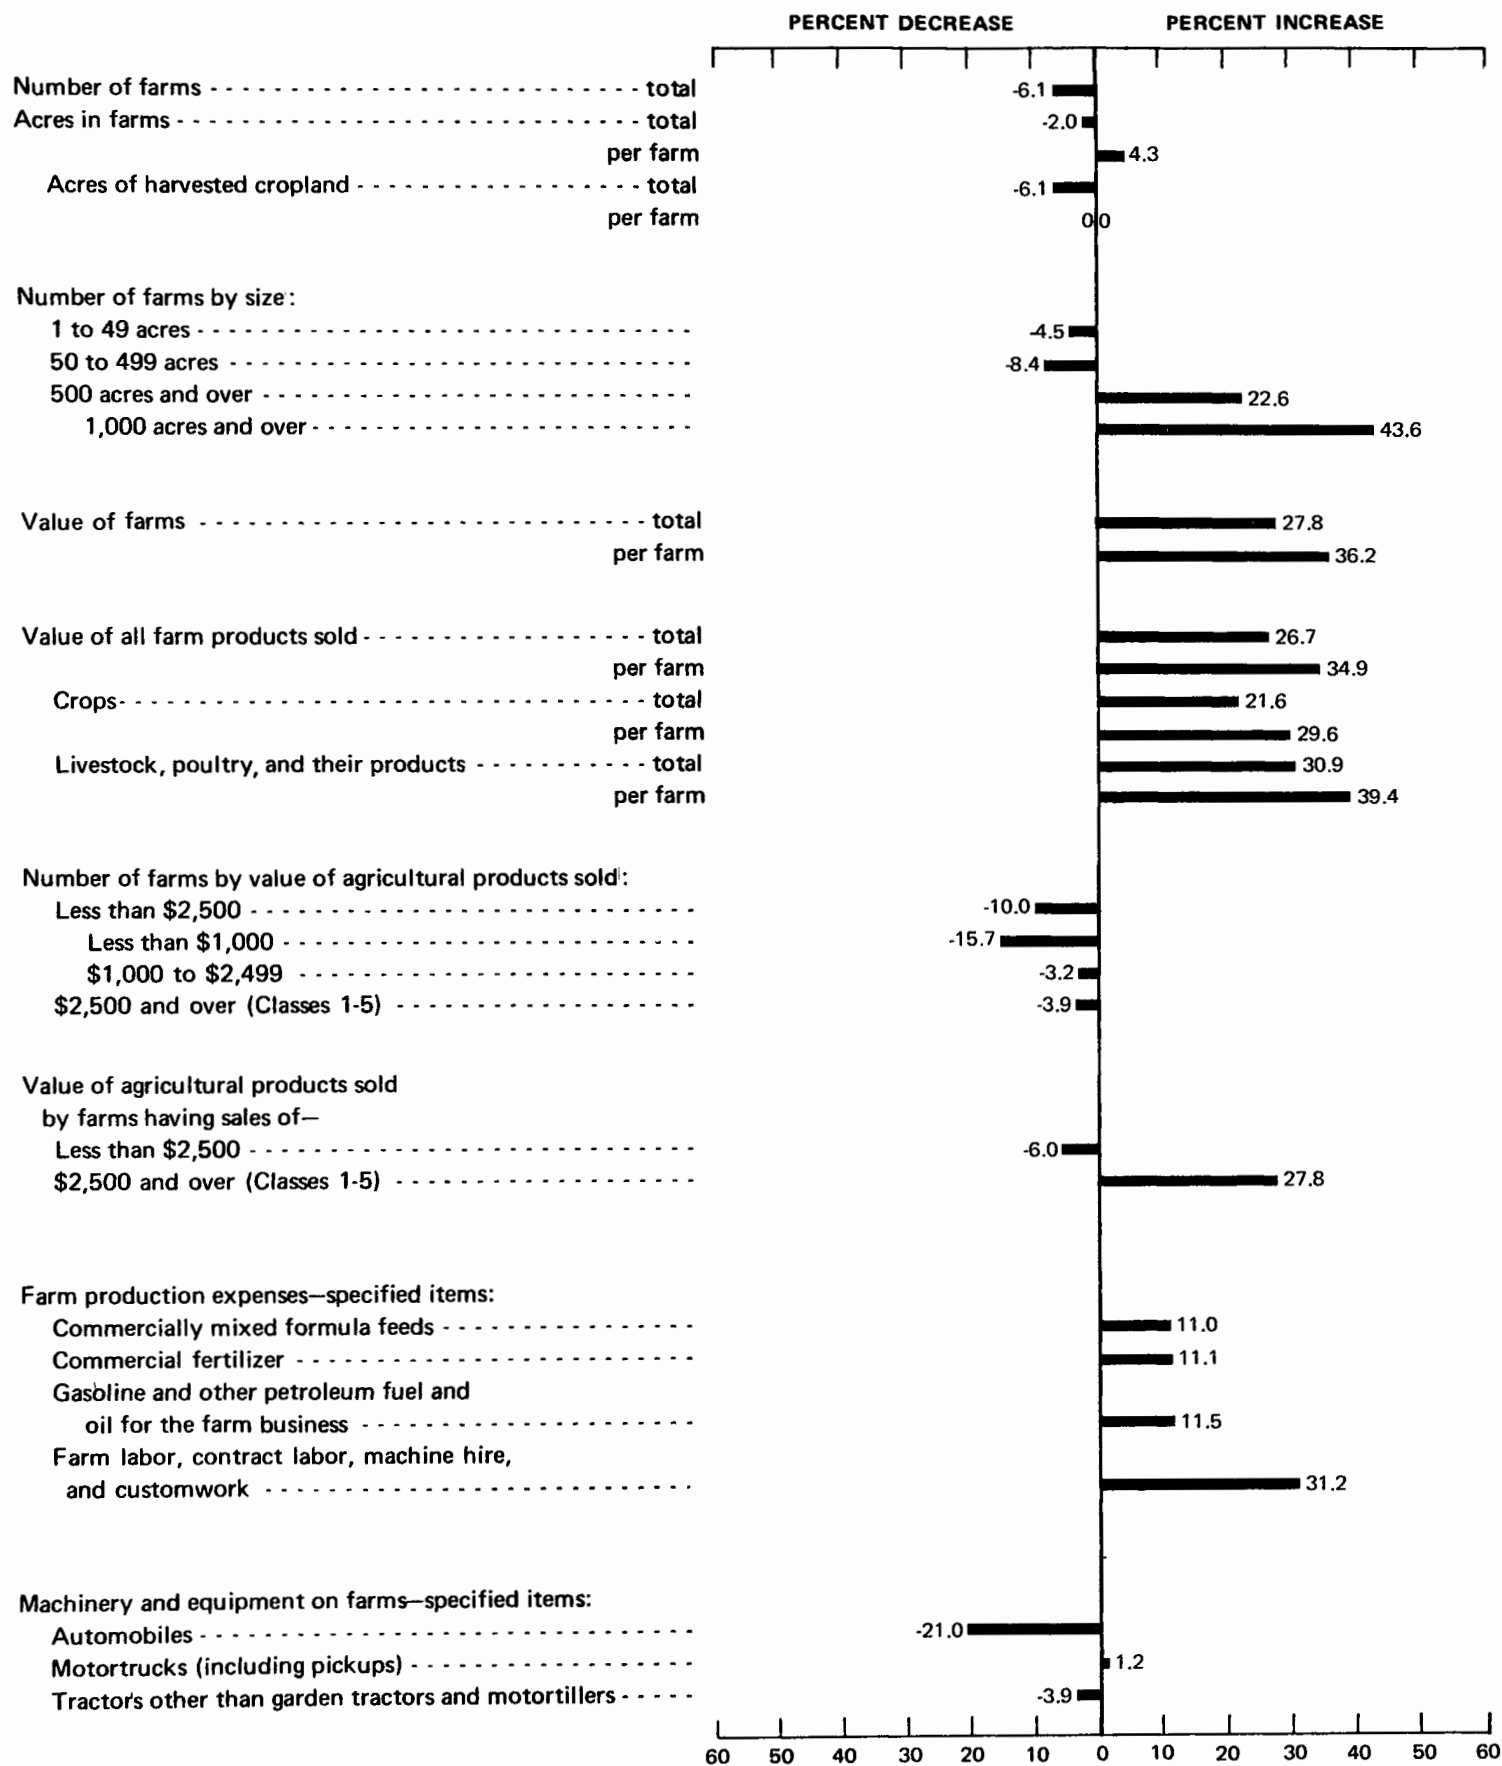 PERCENT DECREASE PERCENT INCREASE
Number of farms - - - - - - - - - - - - - - - - - - - - - - - - - - total -6.1
Acres in farms - - - - - - - - - - - - - - - - - - - - - - - - - - - - total -2.0
per farm 4.3
Acres of harvested cropland - - - - - - - - - - - - - - - - - - total -6.1
per farm 0.0
Number of farms by size:
1 to 49 acres - - - - - - - - - - - - - - - - - - - - - - - - - - - - - - -4.5
50 to 499 acres - - - - - - - - - - - - - - - - - - - - - - - - - - - - -8.4
500 acres and over - - - - - - - - - - - - - - - - - - - - - - - - - - 22.6
1,000 acres and over - - - - - - - - - - - - - - - - - - - - - - - 43.6
Value of farms - - - - - - - - - - - - - - - - - - - - - - - - - - - total 27.8
per farm 36.2
Value of all farm products sold - - - - - - - - - - - - - - - - - - total 26.7
per farm 34.9
Crops - - - - - - - - - - - - - - - - - - - - - - - - - - - - - - - - total 21.6
per farm 29.6
Livestock, poultry, and their products - - - - - - - - - - - total 30.9
per farm 39.4
Number of farms by value of agricultural products sold:
Less than $2,500 - - - - - - - - - - - - - - - - - - - - - - - - - - - -10.0
Less than $1,000 - - - - - - - - - - - - - - - - - - - - - - - - - -15.7
$1,000 to $2,499 - - - - - - - - - - - - - - - - - - - - - - - - -3.2
$2,500 and over (Classes 1-5) - - - - - - - - - - - - - - - - - - -3.9
Value of agricultural products sold
by farms having sales of—
Less than $2,500 - - - - - - - - - - - - - - - - - - - - - - - - - - - -6.0
$2,500 and over (Classes 1-5) - - - - - - - - - - - - - - - - - - 27.8
Farm production expenses—specified items:
Commercially mixed formula feeds - - - - - - - - - - - - - - - - 11.0
Commercial fertilizer - - - - - - - - - - - - - - - - - - - - - - - - - 11.1
Gasoline and other petroleum fuel and
oil for the farm business - - - - - - - - - - - - - - - - - - - - - 11.5
Farm labor, contract labor, machine hire,
and customwork - - - - - - - - - - - - - - - - - - - - - - - - - - - 31.2
Machinery and equipment on farms—specified items:
Automobiles - - - - - - - - - - - - - - - - - - - - - - - - - - - - - - -21.0
Motortrucks (including pickups) - - - - - - - - - - - - - - - - - - 1.2
Tractors other than garden tractors and motortillers - - - - - -3.9
60 50 40 30 20 10 0 10 20 30 40 50 60